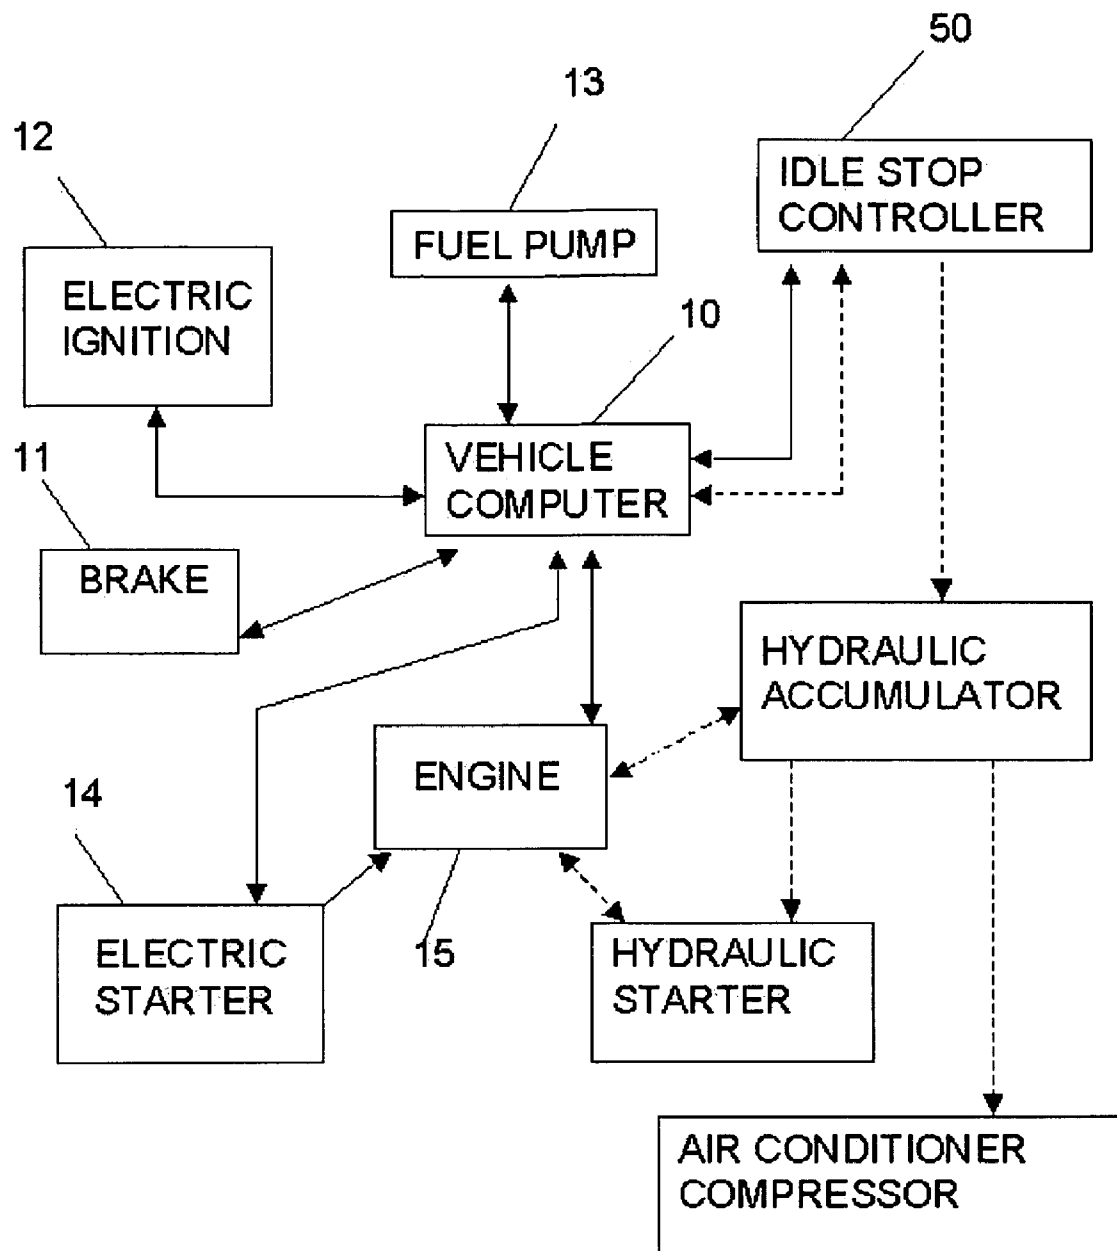 50
13
12
IDLE STOP
CONTROLLER
FUEL PUMP
ELECTRIC
IGNITION
10
11
VEHICLE
COMPUTER
BRAKE
HYDRAULIC
ACCUMULATOR
ENGINE
14
15
ELECTRIC
STARTER
HYDRAULIC
STARTER
AIR CONDITIONER
COMPRESSOR